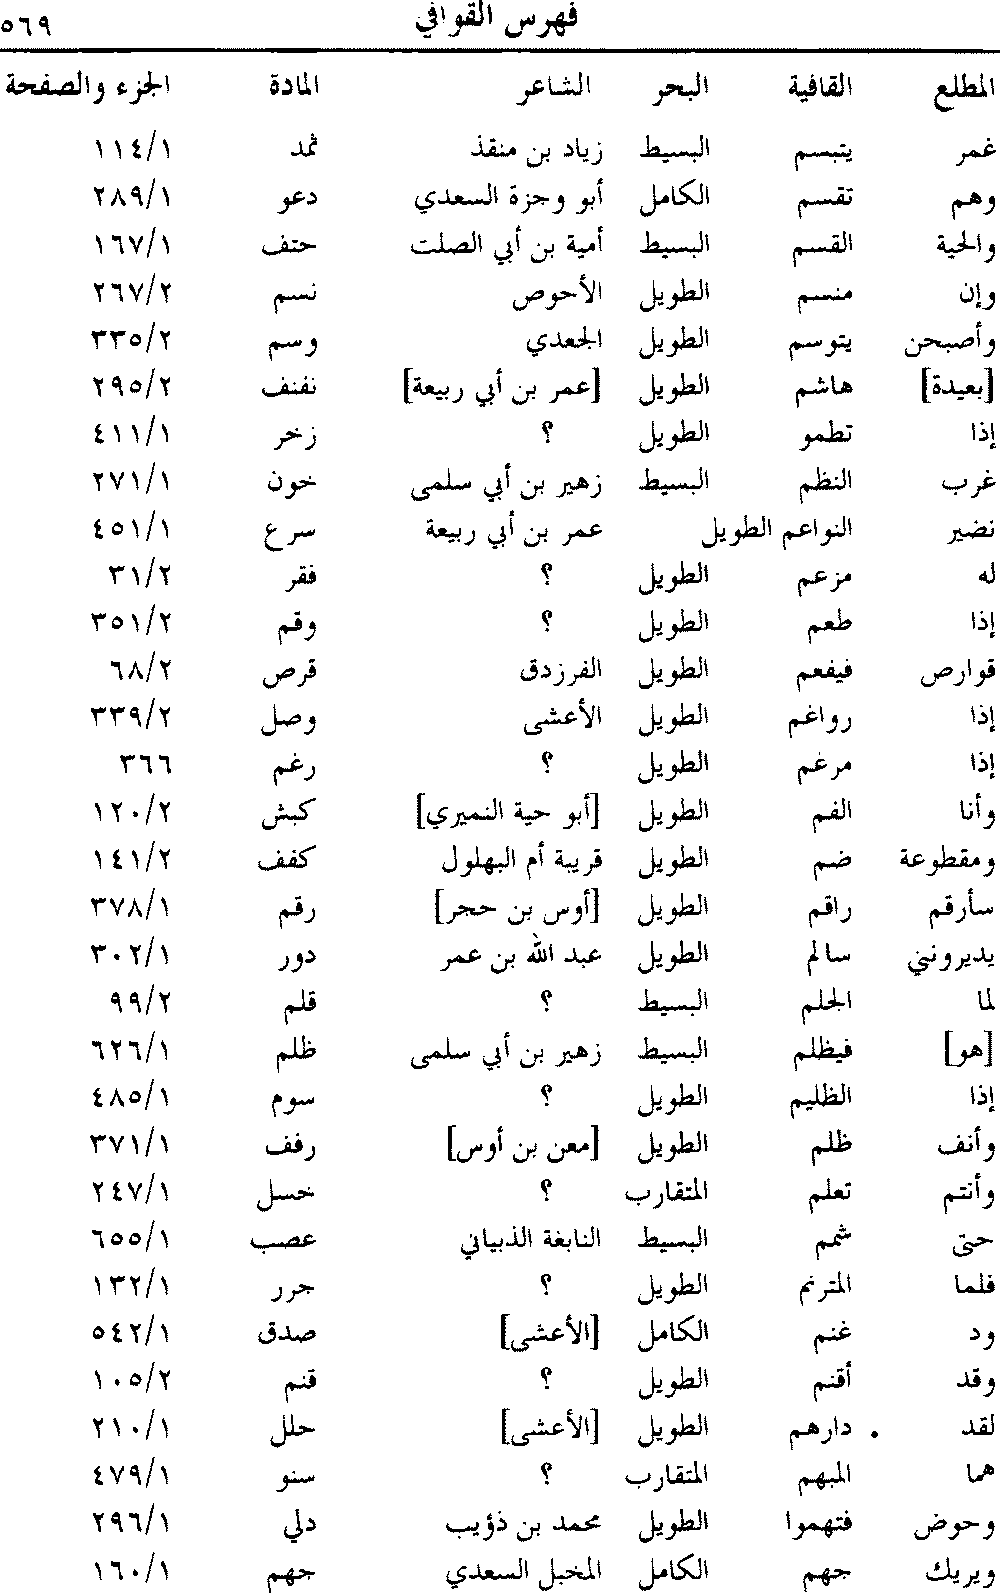 فهرس القوافي ٥٦٩
المطلع القافية البحر الشاعر المادة الجزء والصفحة
غمر يتبسم البسيط زياد بن منقذ ثمد ١١٤/١
وهم تقسم الكامل أبو وجزة السعدي دعو ٢٨٩/١
والحية القسم البسيط أمية بن أبي الصلت حتف ١٦٧/١
وإن منسم الطويل الأحوص نسم ٢٦٧/٢
وأصبحن يتوسم الطويل الجعدي وسم ٣٣٥/٢
[بعيدة] هاشم الطويل [عمر بن أبي ربيعة] نفنف ٢٩٥/٢
إذا تطمو الطويل ؟ زخر ٤١١/١
غرب النظم البسيط زهير بن أبي سلمى خون ٢٧١/١
نضير النواعم الطويل عمر بن أبي ربيعة سرع ٤٥١/١
له مزعم الطويل ؟ فقر ٣١/٢
إذا طعم الطويل ؟ وقم ٣٥١/٢
قوارص فيفعم الطويل الفرزدق قرص ٦٨/٢
إذا رواغم الطويل الأعشى وصل ٣٣٩/٢
إذا مرغم الطويل ؟ رغم ٣٦٦
وأنا الفم الطويل [أبو حية النميري] كبش ١٢٠/٢
ومقطوعة ضم الطويل قريبة أم البهلول كفف ١٤١/٢
سأرقم راقم الطويل [أوس بن حجر] رقم ٣٧٨/١
يديرونني سالم الطويل عبد الله بن عمر دور ٣٠٢/١
لما الجلم البسيط ؟ قلم ٩٩/٢
[هو] فيظلم البسيط زهير بن أبي سلمى ظلم ٦٢٦/١
إذا الظليم الطويل ؟ سوم ٤٨٥/١
وأنف ظلم الطويل [معن بن أوس] رفف ٣٧١/١
وأنتم تعلم المتقارب ؟ خسل ٢٤٧/١
حتى شمم البسيط النابغة الذبياني عصب ٦٥٥/١
فلما المترنم الطويل ؟ جرر ١٣٢/١
ود غنم الكامل [الأعشى] صدق ٥٤٢/١
وقد أقنم الطويل ؟ قنم ١٠٥/٢
لقد . دارهم الطويل [الأعشى] حلل ٢١٠/١
هما المبهم المتقارب ؟ سنو ٤٧٩/١
وحوض فتهموا الطويل محمد بن ذؤيب دلي ٢٩٦/١
ويريك جهم الكامل المخبل السعدي جهم ١٦٠/١